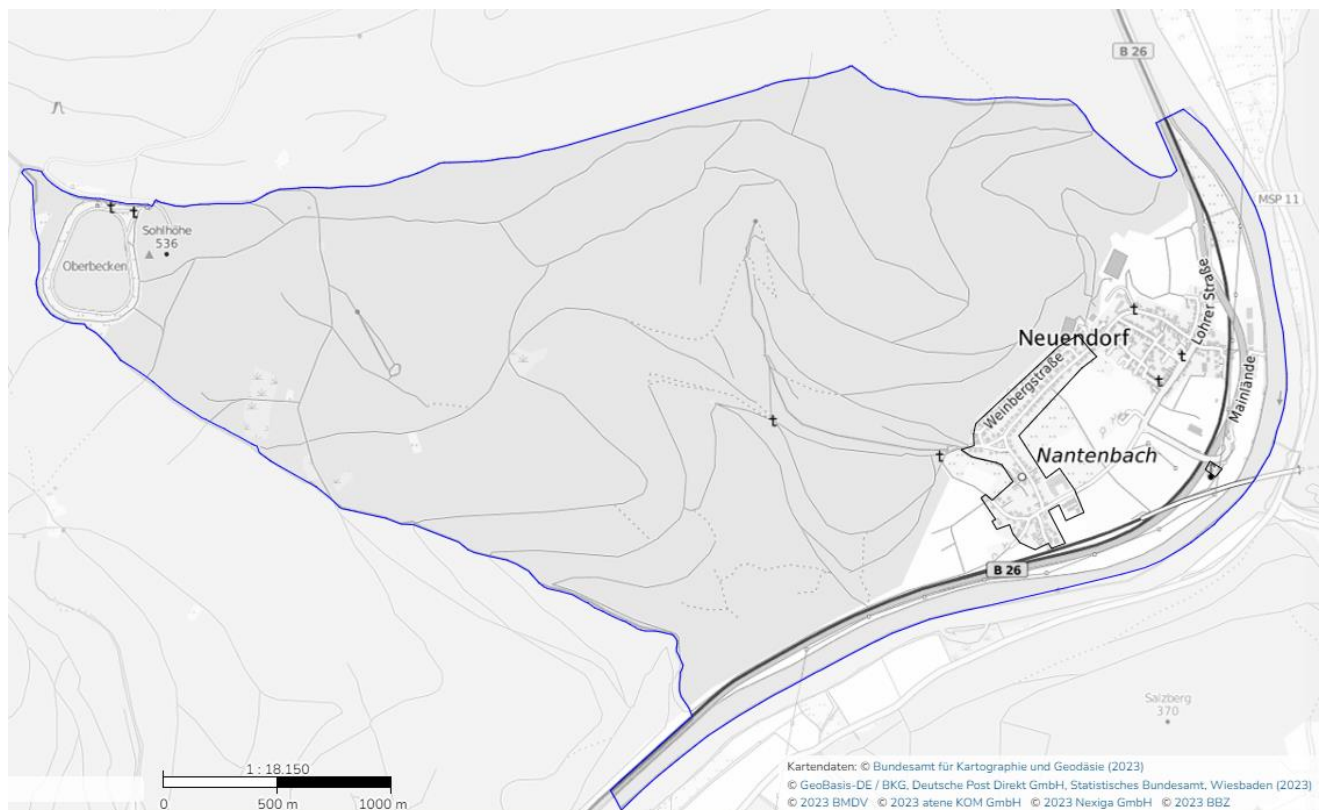 B 26
MSP 11
Sohlhöhe
536
Oberbecken
Lohrer Straße
Neuendorf
Weinbergstraße
Mainlände
Nantenbach
B 26
Salzberg
370
1 : 18.150
0 500 m 1000 m
Kartendaten: © Bundesamt für Kartographie und Geodäsie (2023)
© GeoBasis-DE / BKG, Deutsche Post Direkt GmbH, Statistisches Bundesamt, Wiesbaden (2023)
© 2023 BMDV © 2023 atene KOM GmbH © 2023 Nexiga GmbH © 2023 BBZ